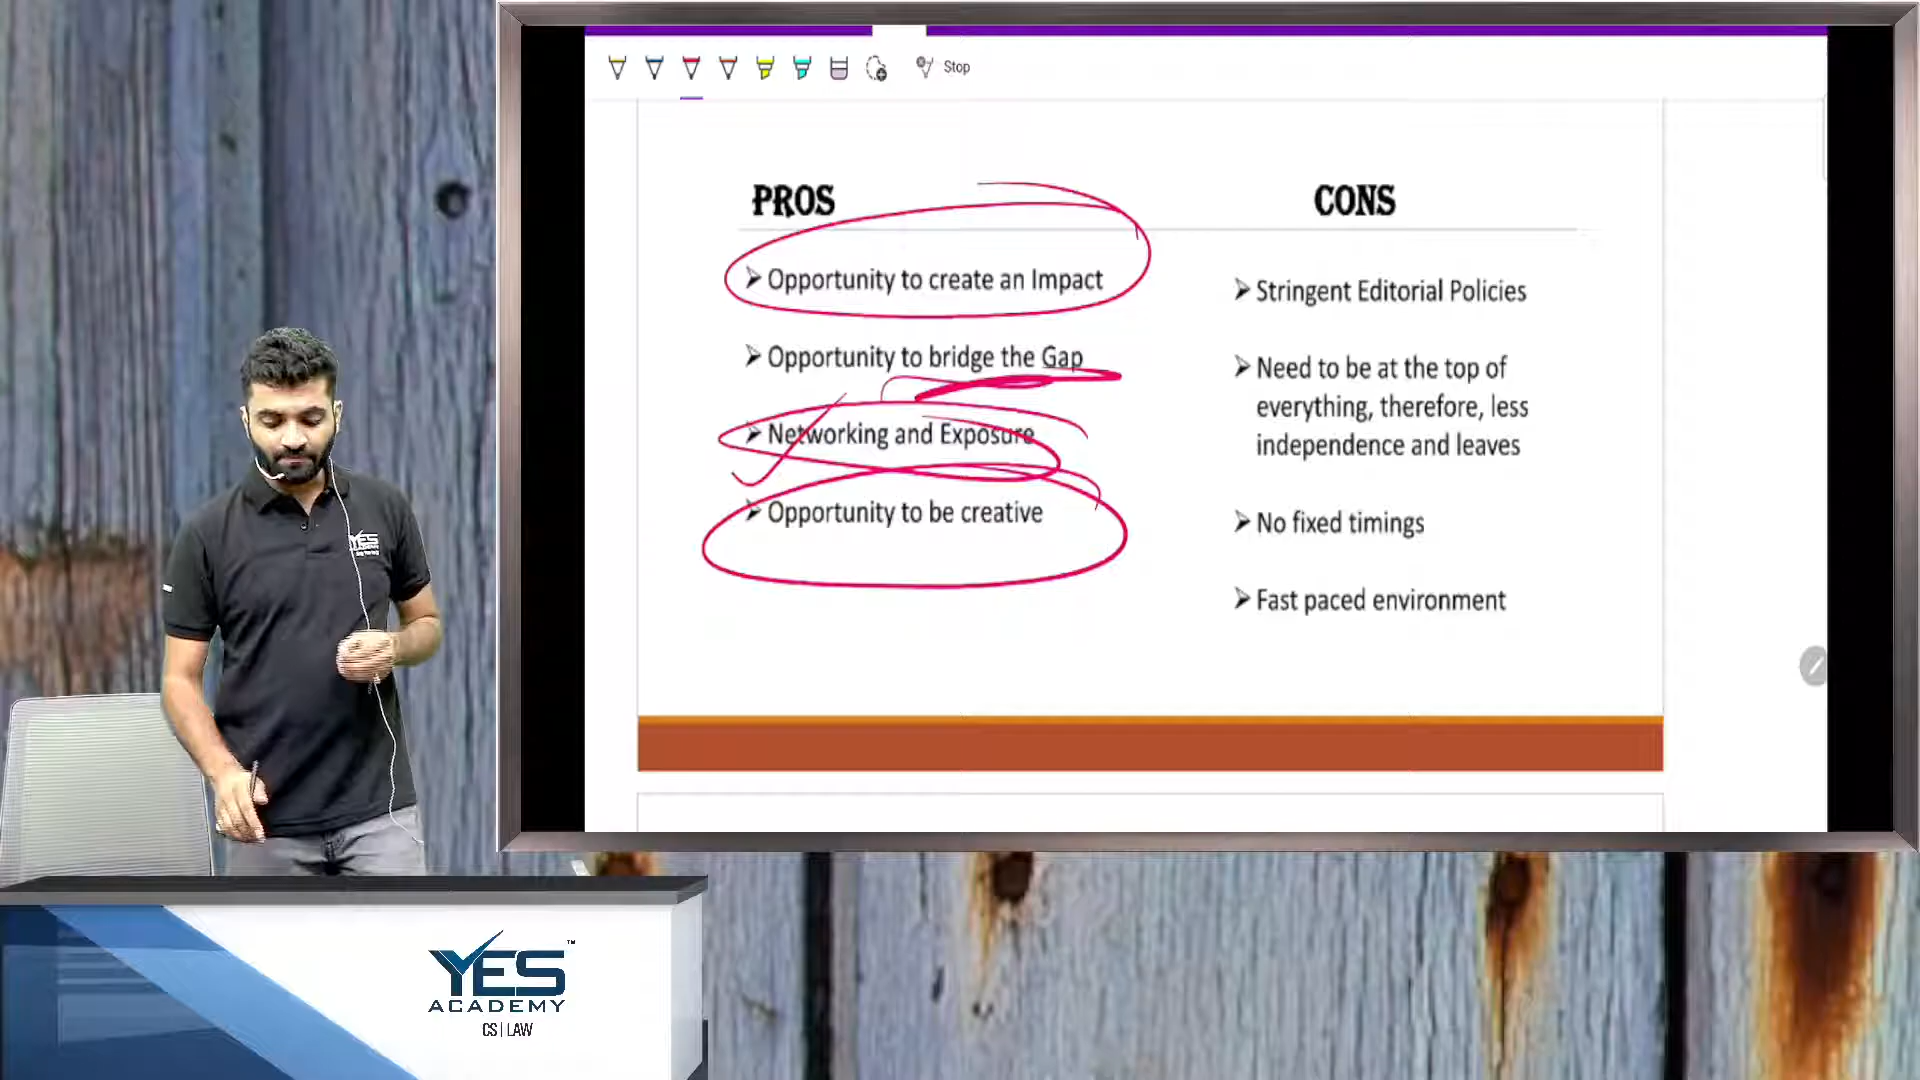 Stop
PROS
CONS
➢ Opportunity to create an Impact
➢ Opportunity to bridge the Gap
➢ Networking and Exposure
➢ Opportunity to be creative
➢ Stringent Editorial Policies
➢ Need to be at the top of
everything, therefore, less
independence and leaves
➢ No fixed timings
➢ Fast paced environment
YES
ACADEMY
YES™
ACADEMY
CS | LAW